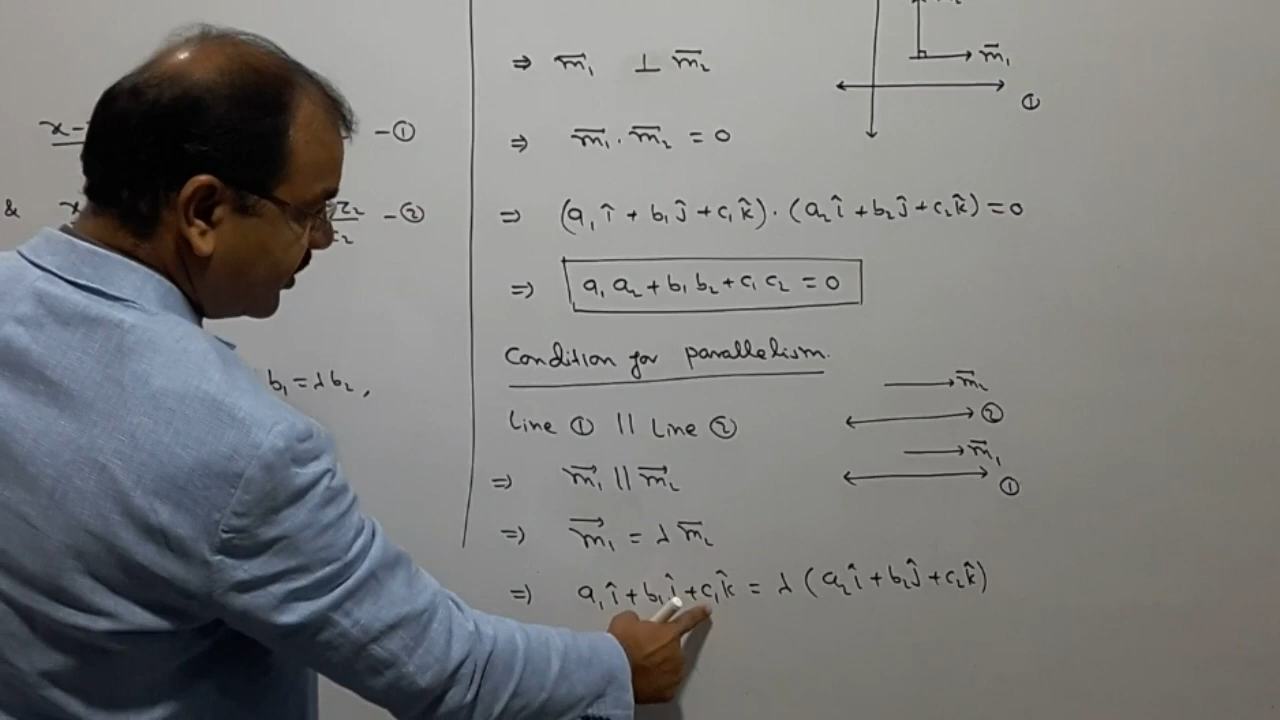 x- -①
& x z₂ -②
b₁ = λb₂,
m₂
⇒ m⃗₁ ⊥ m̄₂
m̄₁
①
⇒ m̄₁ . m̄₂ = 0
⇒ (a₁î + b₁ĵ + c₁k̂) . (a₂î + b₂ĵ + c₂k̂) = 0
⇒ a₁a₂ + b₁b₂ + c₁c₂ = 0
Condition for parallelism.
m̄₂
Line ① || Line ②
②
m̄₁
⇒ m⃗₁ || m⃗₂
①
⇒ m⃗₁ = λ m̄₂
⇒ a₁î + b₁ĵ + c₁k̂ = λ (a₂î + b₂ĵ + c₂k̂)